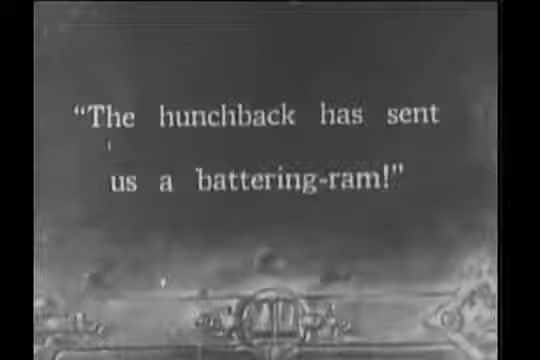 “The hunchback has sent
us a battering-ram!”